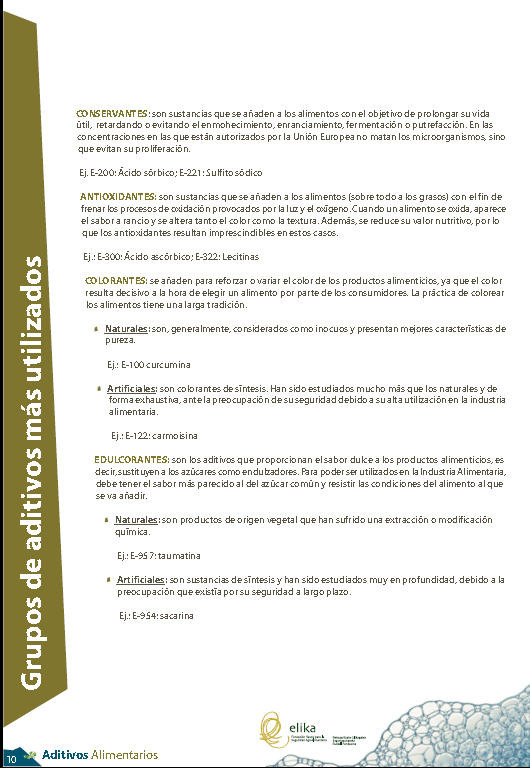 Grupos de aditivos más utilizados
CONSERVANTES: son sustancias que se añaden a los alimentos con el objetivo de prolongar su vida
útil, retardando o evitando el enmohecimiento, enranciamiento, fermentación o putrefacción. En las
concentraciones en las que están autorizados por la Unión Europea no matan los microorganismos, sino
que evitan su proliferación.
Ej. E-200: Ácido sórbico; E-221: Sulfito sódico
ANTIOXIDANTES: son sustancias que se añaden a los alimentos (sobre todo a los grasos) con el fin de
frenar los procesos de oxidación provocados por la luz y el oxígeno. Cuando un alimento se oxida, aparece
el sabor a rancio y se altera tanto el color como la textura. Además, se reduce su valor nutritivo, por lo
que los antioxidantes resultan imprescindibles en estos casos.
Ej.: E-300: Ácido ascórbico; E-322: Lecitinas
COLORANTES: se añaden para reforzar o variar el color de los productos alimenticios, ya que el color
resulta decisivo a la hora de elegir un alimento por parte de los consumidores. La práctica de colorear
los alimentos tiene una larga tradición.
Naturales: son, generalmente, considerados como inocuos y presentan mejores características de
pureza.
Ej.: E-100 curcumina
Artificiales: son colorantes de síntesis. Han sido estudiados mucho más que los naturales y de
forma exhaustiva, ante la preocupación de su seguridad debido a su alta utilización en la industria
alimentaria.
Ej.: E-122: carmoisina
EDULCORANTES: son los aditivos que proporcionan el sabor dulce a los productos alimenticios, es
decir, sustituyen a los azúcares como endulzadores. Para poder ser utilizados en la Industria Alimentaria,
debe tener el sabor más parecido al del azúcar común y resistir las condiciones del alimento al que
se va añadir.
Naturales: son productos de origen vegetal que han sufrido una extracción o modificación
química.
Ej.: E-957: taumatina
Artificiales: son sustancias de síntesis y han sido estudiados muy en profundidad, debido a la
preocupación que existía por su seguridad a largo plazo.
Ej.: E-954: sacarina
elika
10 Aditivos Alimentarios